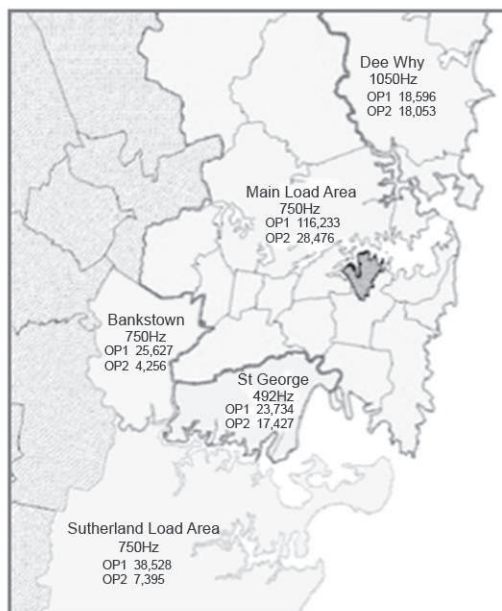 Dee Why
1050Hz
OP1 18,596
OP2 18,053
Main Load Area
750Hz
OP1 116,233
OP2 28,476
Bankstown
750Hz
OP1 25,627
OP2 4,256
St George
492Hz
OP1 23,734
OP2 17,427
Sutherland Load Area
750Hz
OP1 38,528
OP2 7,395